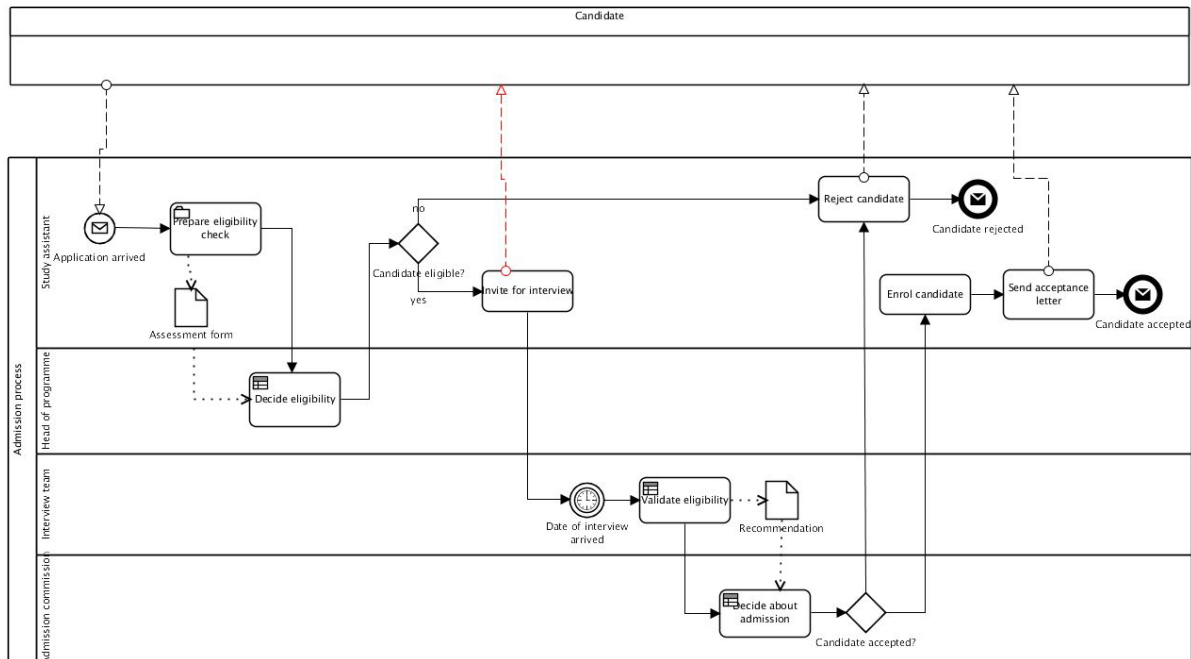 Candidate
Admission process
Study assistant
Application arrived
Prepare eligibility
check
Assessment form
no
Candidate eligible?
yes
Invite for interview
Reject candidate
Candidate rejected
Enrol candidate
Send acceptance
letter
Candidate accepted
Head of programme
Decide eligibility
Interview team
Date of interview
arrived
Validate eligibility
Recommendation
dmission commission
Decide about
admission
Candidate accepted?